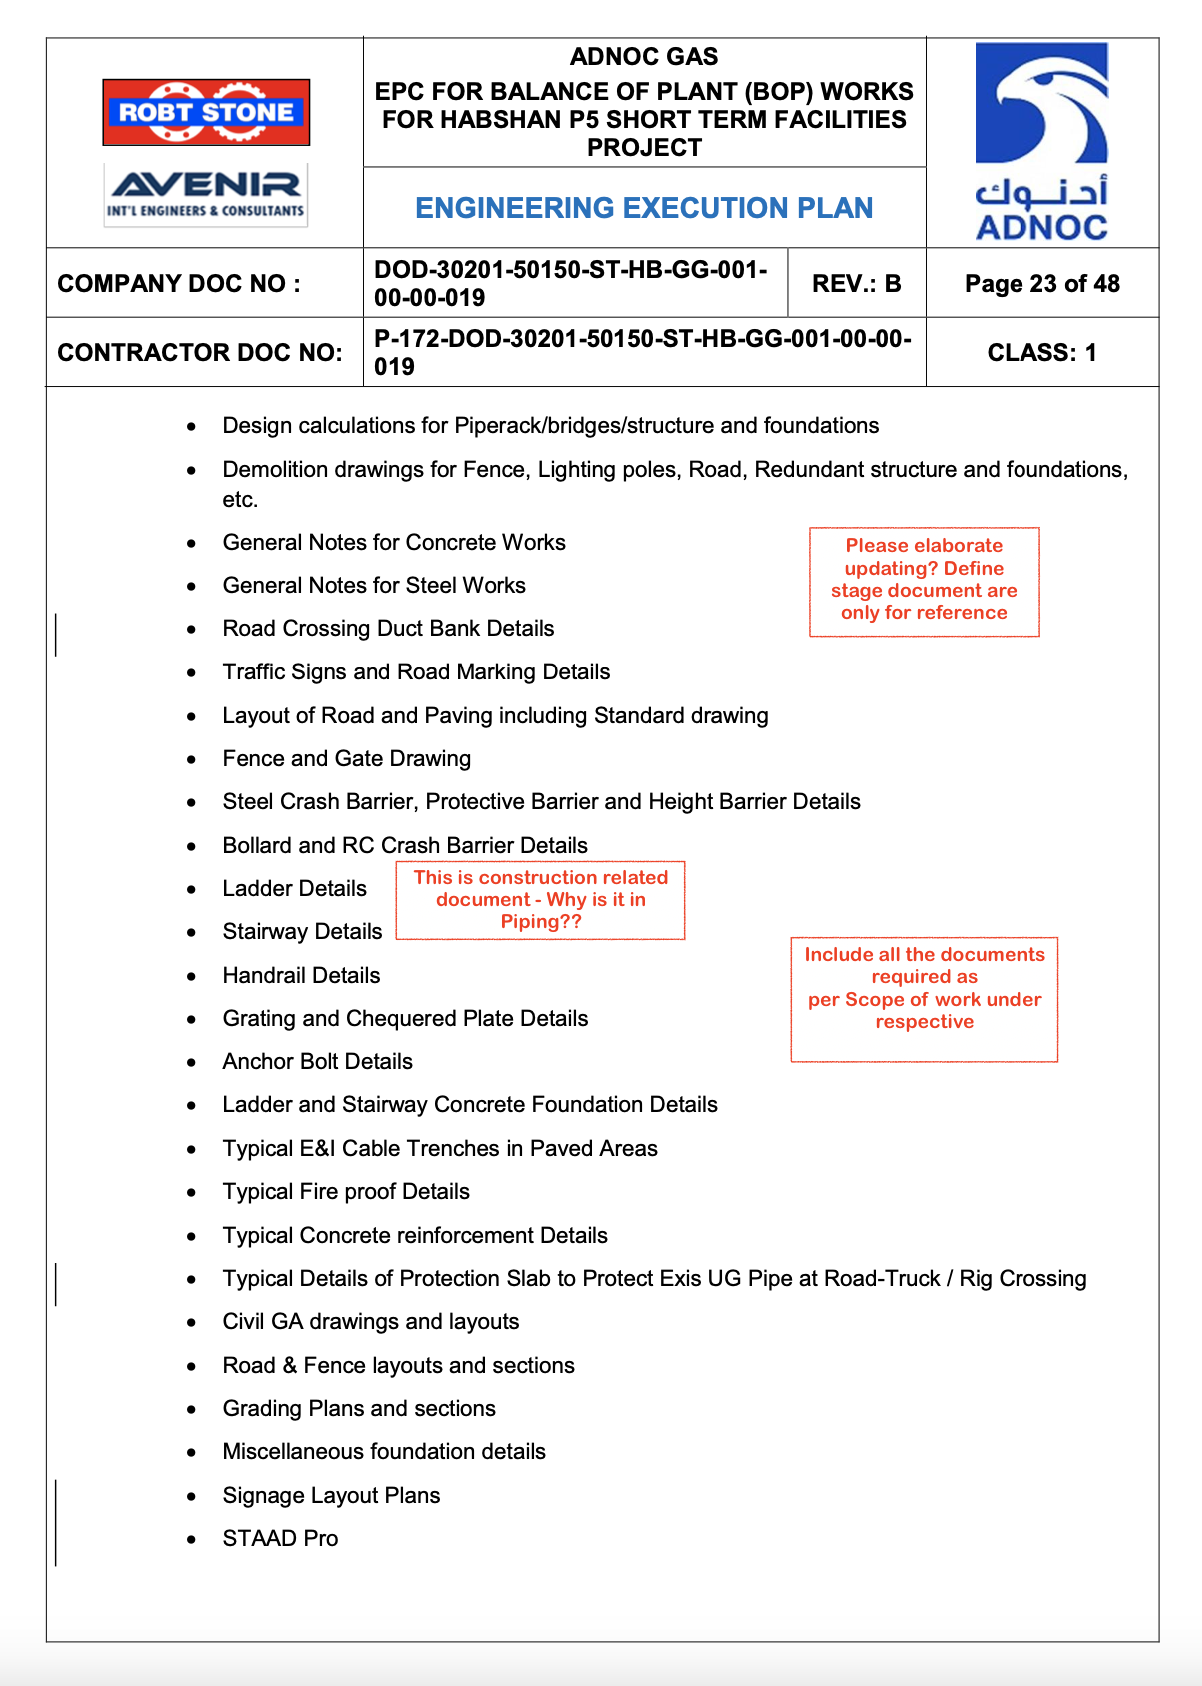 ROBT STONE
AVENIR
INT'L ENGINEERS & CONSULTANTS
ADNOC GAS
EPC FOR BALANCE OF PLANT (BOP) WORKS
FOR HABSHAN P5 SHORT TERM FACILITIES
PROJECT
ENGINEERING EXECUTION PLAN
أدنوك
ADNOC
COMPANY DOC NO :
DOD-30201-50150-ST-HB-GG-001-
00-00-019
REV.: B
Page 23 of 48
CONTRACTOR DOC NO:
P-172-DOD-30201-50150-ST-HB-GG-001-00-00-
019
CLASS: 1
• Design calculations for Piperack/bridges/structure and foundations
• Demolition drawings for Fence, Lighting poles, Road, Redundant structure and foundations,
etc.
• General Notes for Concrete Works
Please elaborate
updating? Define
stage document are
only for reference
• General Notes for Steel Works
• Road Crossing Duct Bank Details
• Traffic Signs and Road Marking Details
• Layout of Road and Paving including Standard drawing
• Fence and Gate Drawing
• Steel Crash Barrier, Protective Barrier and Height Barrier Details
• Bollard and RC Crash Barrier Details
This is construction related
document - Why is it in
Piping??
• Ladder Details
• Stairway Details
Include all the documents
required as
per Scope of work under
respective
• Handrail Details
• Grating and Chequered Plate Details
• Anchor Bolt Details
• Ladder and Stairway Concrete Foundation Details
• Typical E&I Cable Trenches in Paved Areas
• Typical Fire proof Details
• Typical Concrete reinforcement Details
• Typical Details of Protection Slab to Protect Exis UG Pipe at Road-Truck / Rig Crossing
• Civil GA drawings and layouts
• Road & Fence layouts and sections
• Grading Plans and sections
• Miscellaneous foundation details
• Signage Layout Plans
• STAAD Pro